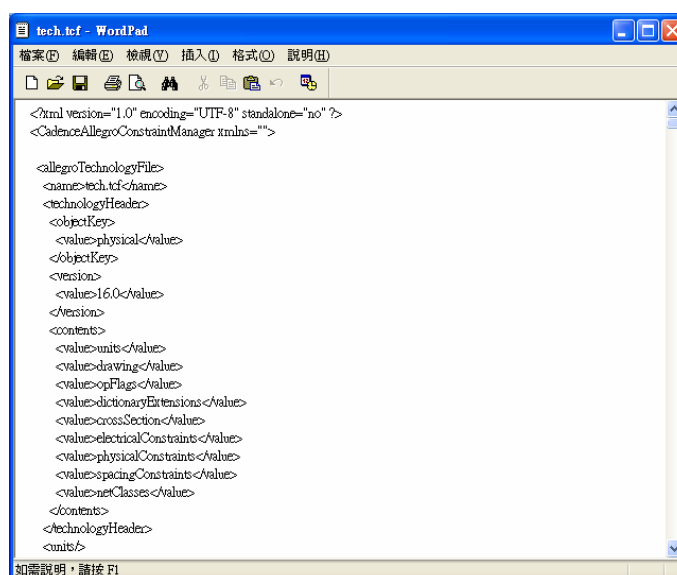 tech.tcf - WordPad
檔案(F) 編輯(E) 檢視(V) 插入(I) 格式(O) 說明(H)
<?xml version="1.0" encoding="UTF-8" standalone="no" ?>
<CadenceAllegroConstraintManager xmlns="">
<allegroTechnologyFile>
<name>tech.tcf</name>
<technologyHeader>
<objectKey>
<value>physical</value>
</objectKey>
<version>
<value>16.0</value>
</version>
<contents>
<value>units</value>
<value>drawing</value>
<value>opFlags</value>
<value>dictionaryExtensions</value>
<value>crossSection</value>
<value>electricalConstraints</value>
<value>physicalConstraints</value>
<value>spacingConstraints</value>
<value>netClasses</value>
</contents>
</technologyHeader>
<units/>
如需說明，請按 F1